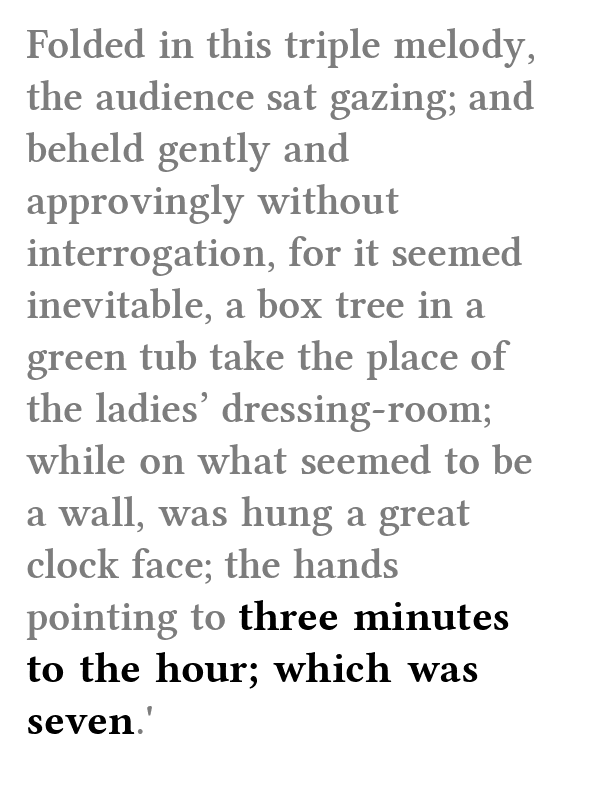 Folded in this triple melody,
the audience sat gazing; and
beheld gently and
approvingly without
interrogation, for it seemed
inevitable, a box tree in a
green tub take the place of
the ladies’ dressing-room;
while on what seemed to be
a wall, was hung a great
clock face; the hands
pointing to three minutes
to the hour; which was
seven.'